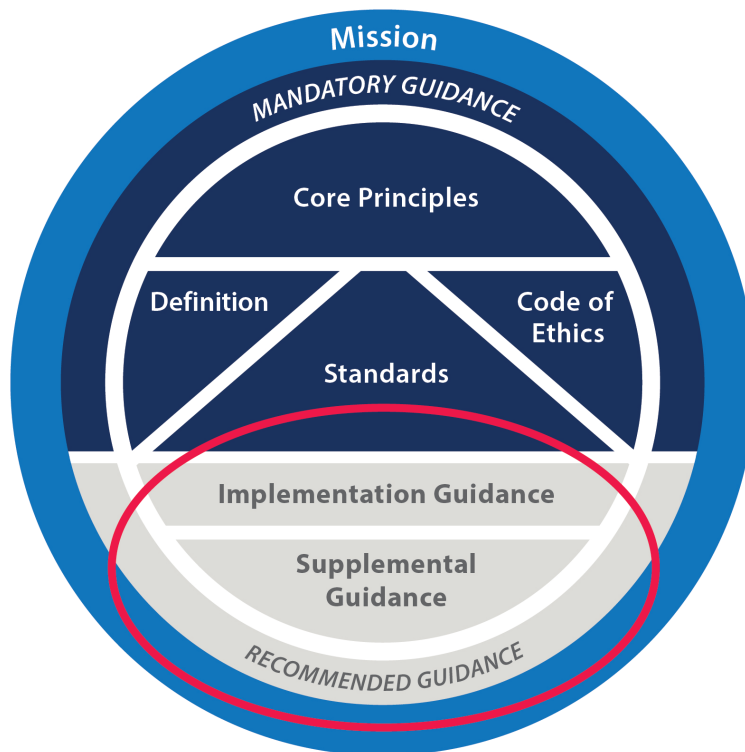 Mission
MANDATORY GUIDANCE
Core Principles
Definition
Code of
Ethics
Standards
Implementation Guidance
Supplemental
Guidance
RECOMMENDED GUIDANCE